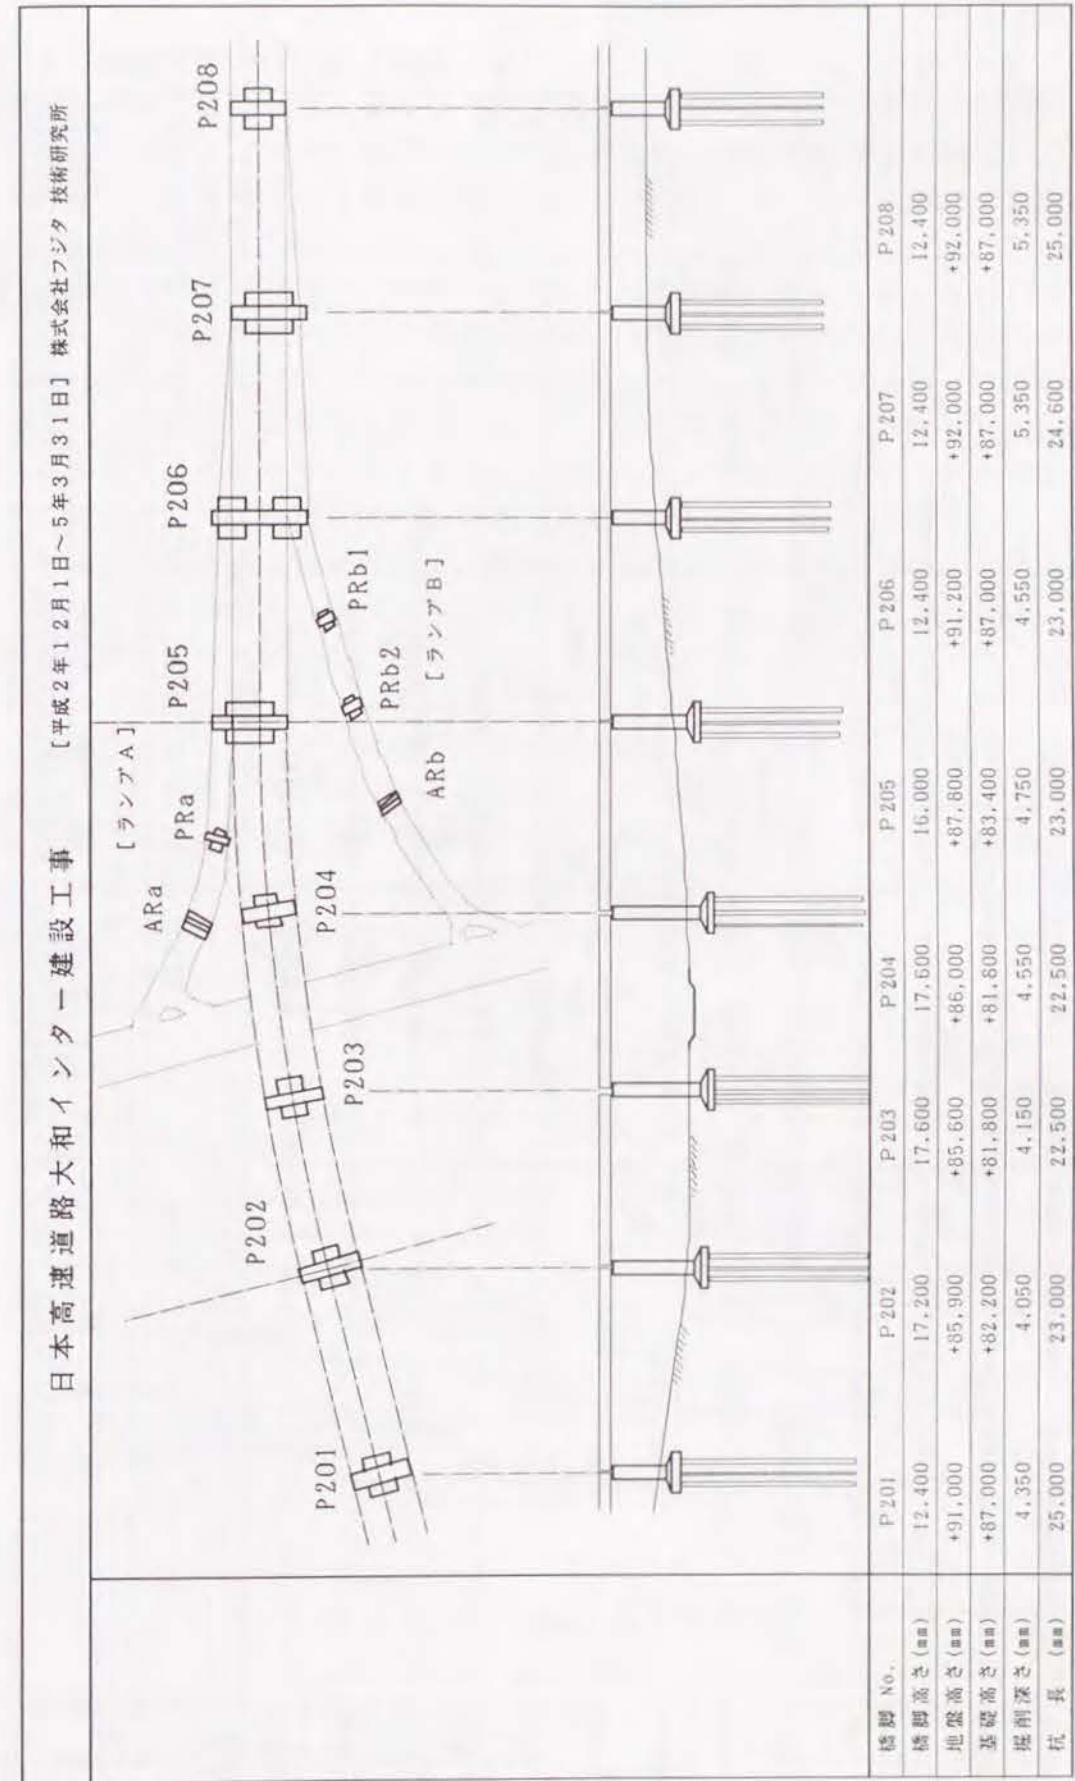 日本高速道路大和インター建設工事 [平成2年12月1日~5年3月31日] 株式会社フジタ 技術研究所
[ランプA]
ARa
PRa
P201
P202
P203
P204
P205
P206
P207
P208
PRb1
PRb2
ARb
[ランプB]
橋脚 No. P201 P202 P203 P204 P205 P206 P207 P208
橋脚高さ(mm) 12,400 17,200 17,600 17,600 16,000 12,400 12,400 12,400
地盤高さ(mm) +91,000 +85,900 +85,600 +86,000 +87,800 +91,200 +92,000 +92,000
基礎高さ(mm) +87,000 +82,200 +81,800 +81,800 +83,400 +87,000 +87,000 +87,000
掘削深さ(mm) 4,350 4,050 4,150 4,550 4,750 4,550 5,350 5,350
杭 長 (mm) 25,000 23,000 22,500 22,500 23,000 23,000 24,600 25,000